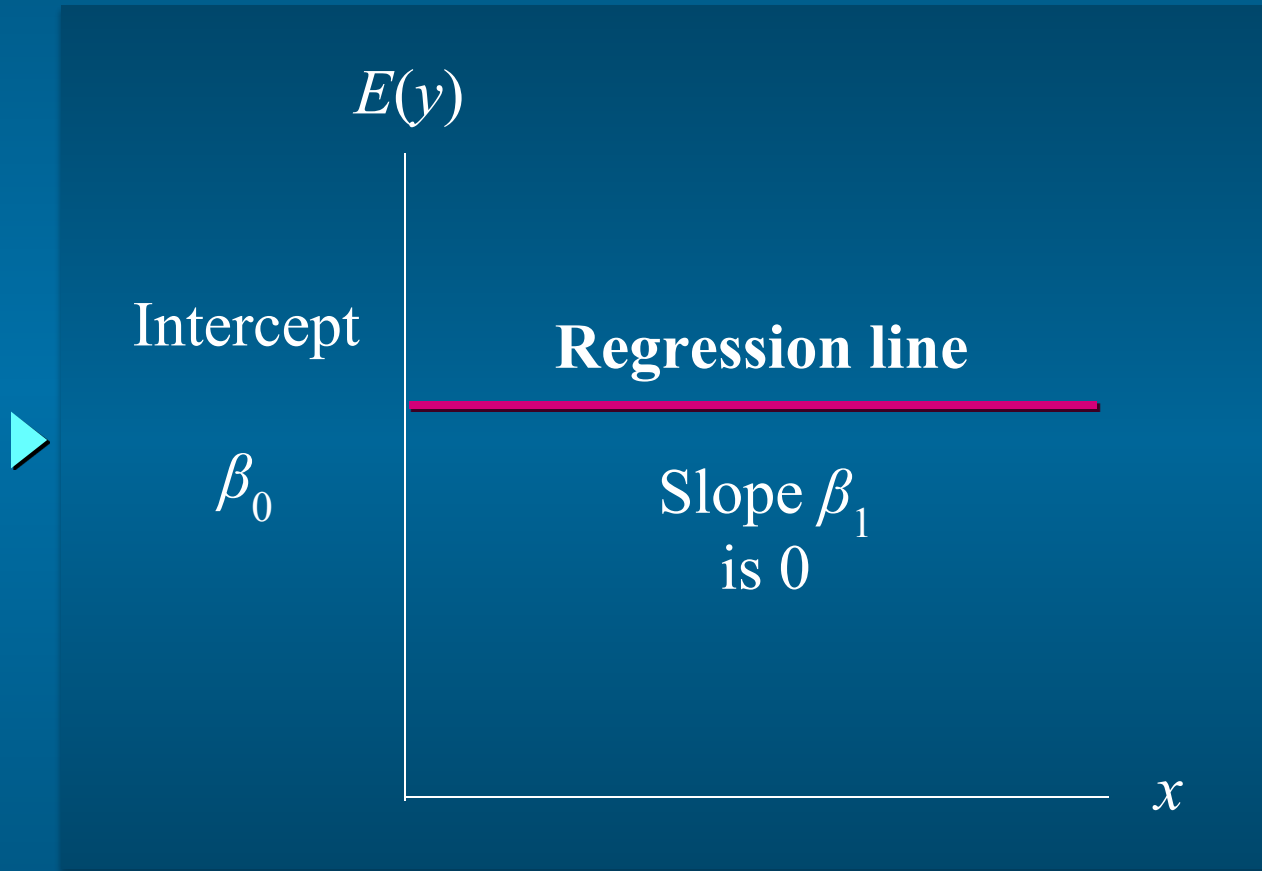 E(y)
Intercept
Regression line
β₀
Slope β₁
is 0
x